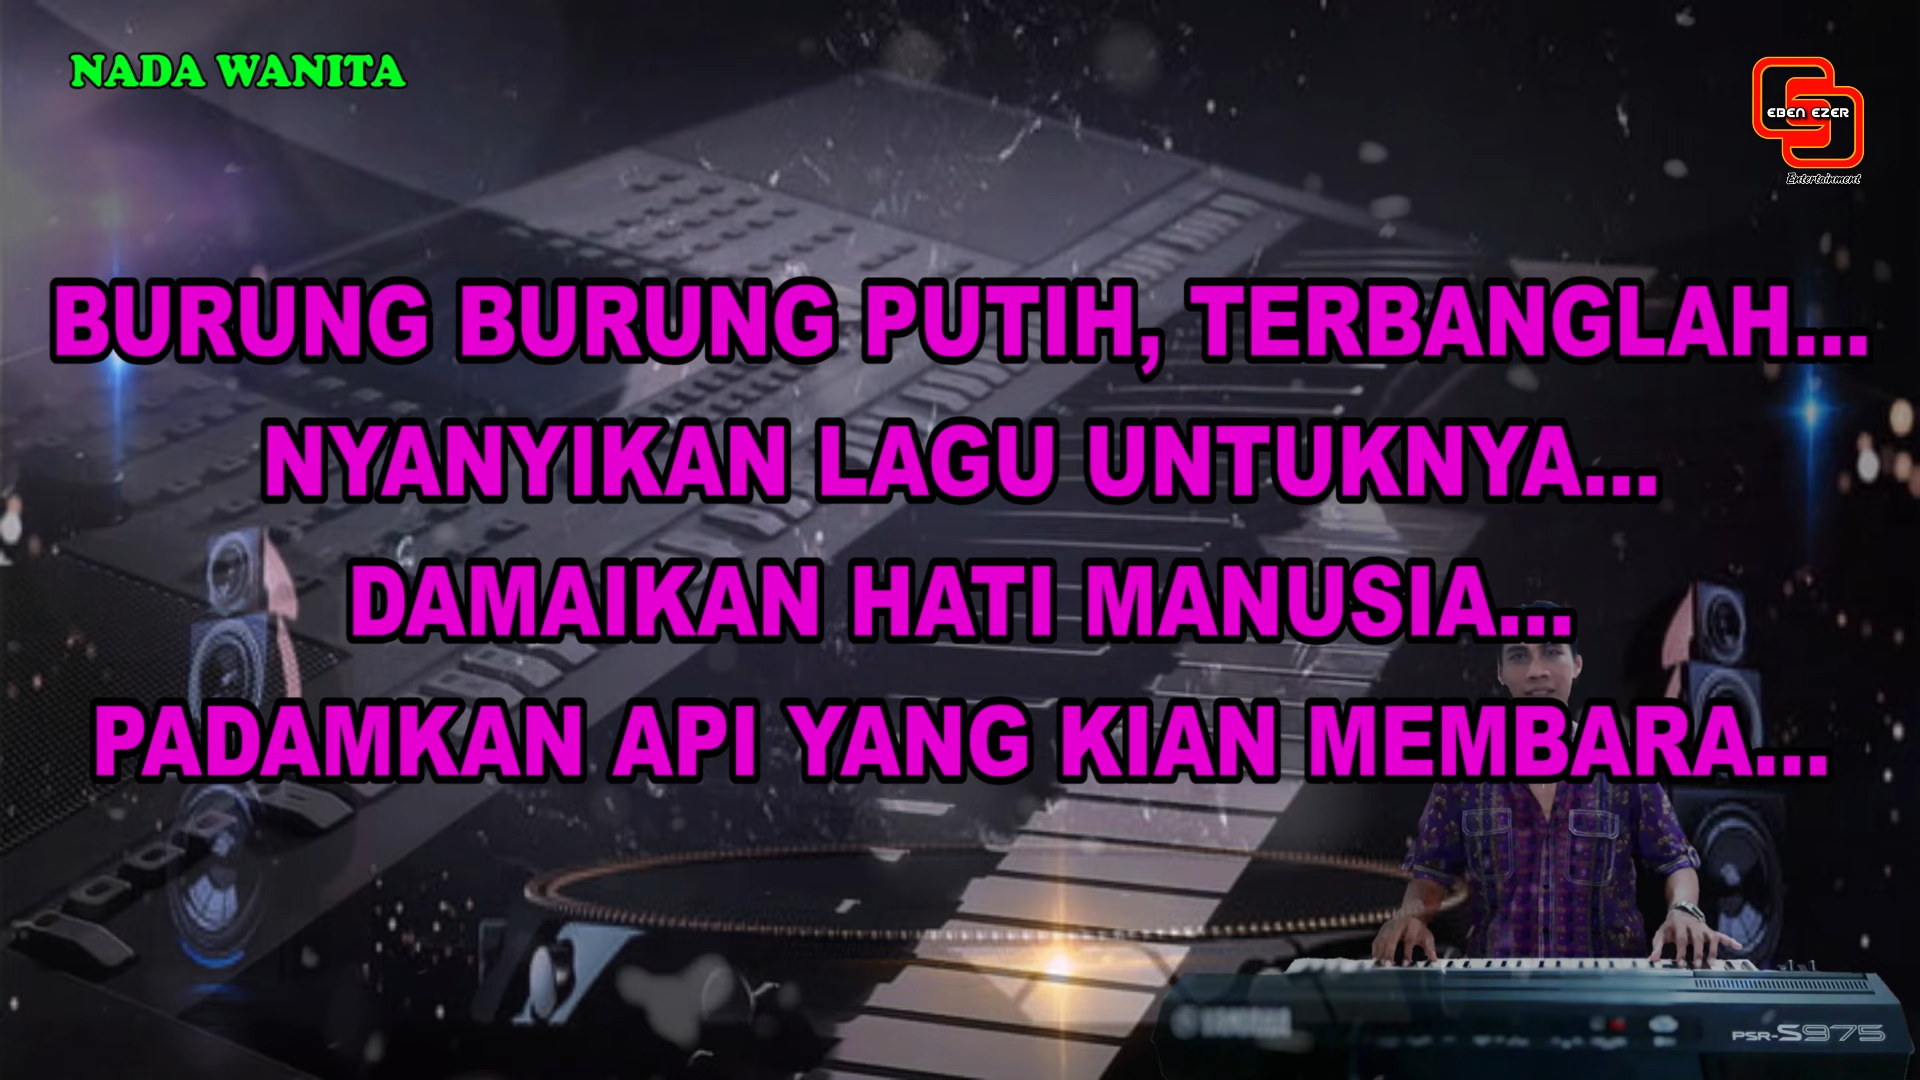 NADA WANITA
EBEN EZER
Entertainment
BURUNG BURUNG PUTIH, TERBANGLAH...
NYANYIKAN LAGU UNTUKNYA...
DAMAIKAN HATI MANUSIA...
PADAMKAN API YANG KIAN MEMBARA...
PSR-S975